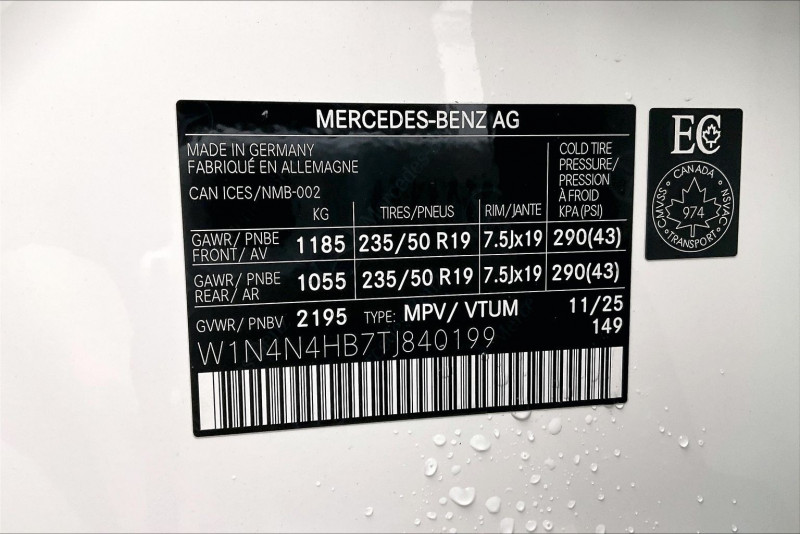 MERCEDES-BENZ AG
MADE IN GERMANY
FABRIQUÉ EN ALLEMAGNE
CAN ICES/NMB-002
COLD TIRE
PRESSURE/
PRESSION
À FROID
KPA (PSI)
KG TIRES/PNEUS RIM/JANTE
GAWR/ PNBE
FRONT/ AV
1185 235/50 R19 7.5Jx19 290(43)
GAWR/ PNBE
REAR/ AR
1055 235/50 R19 7.5Jx19 290(43)
GVWR/ PNBV 2195 TYPE: MPV/ VTUM 11/25
149
W1N4N4HB7TJ840199
EC
CANADA
CMVSS NSVAC
974
TRANSPORT